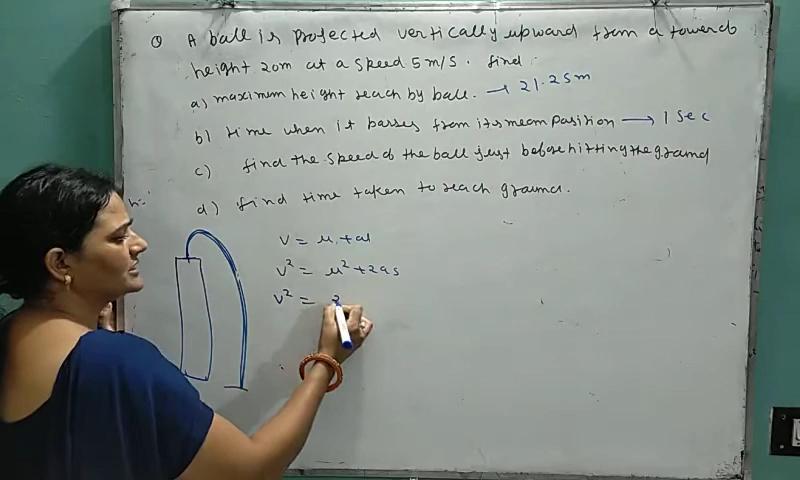 Q A ball is projected vertically upward from a tower ob
height 20m at a speed 5 m/s. find :
a) maximum height reach by ball. → 21.25m
b) time when it passes from its mean position → 1 sec
c) find the speed of the ball just before hitting the ground
d) find time taken to reach ground.
v = u + at
v² = u² + 2as
v² =